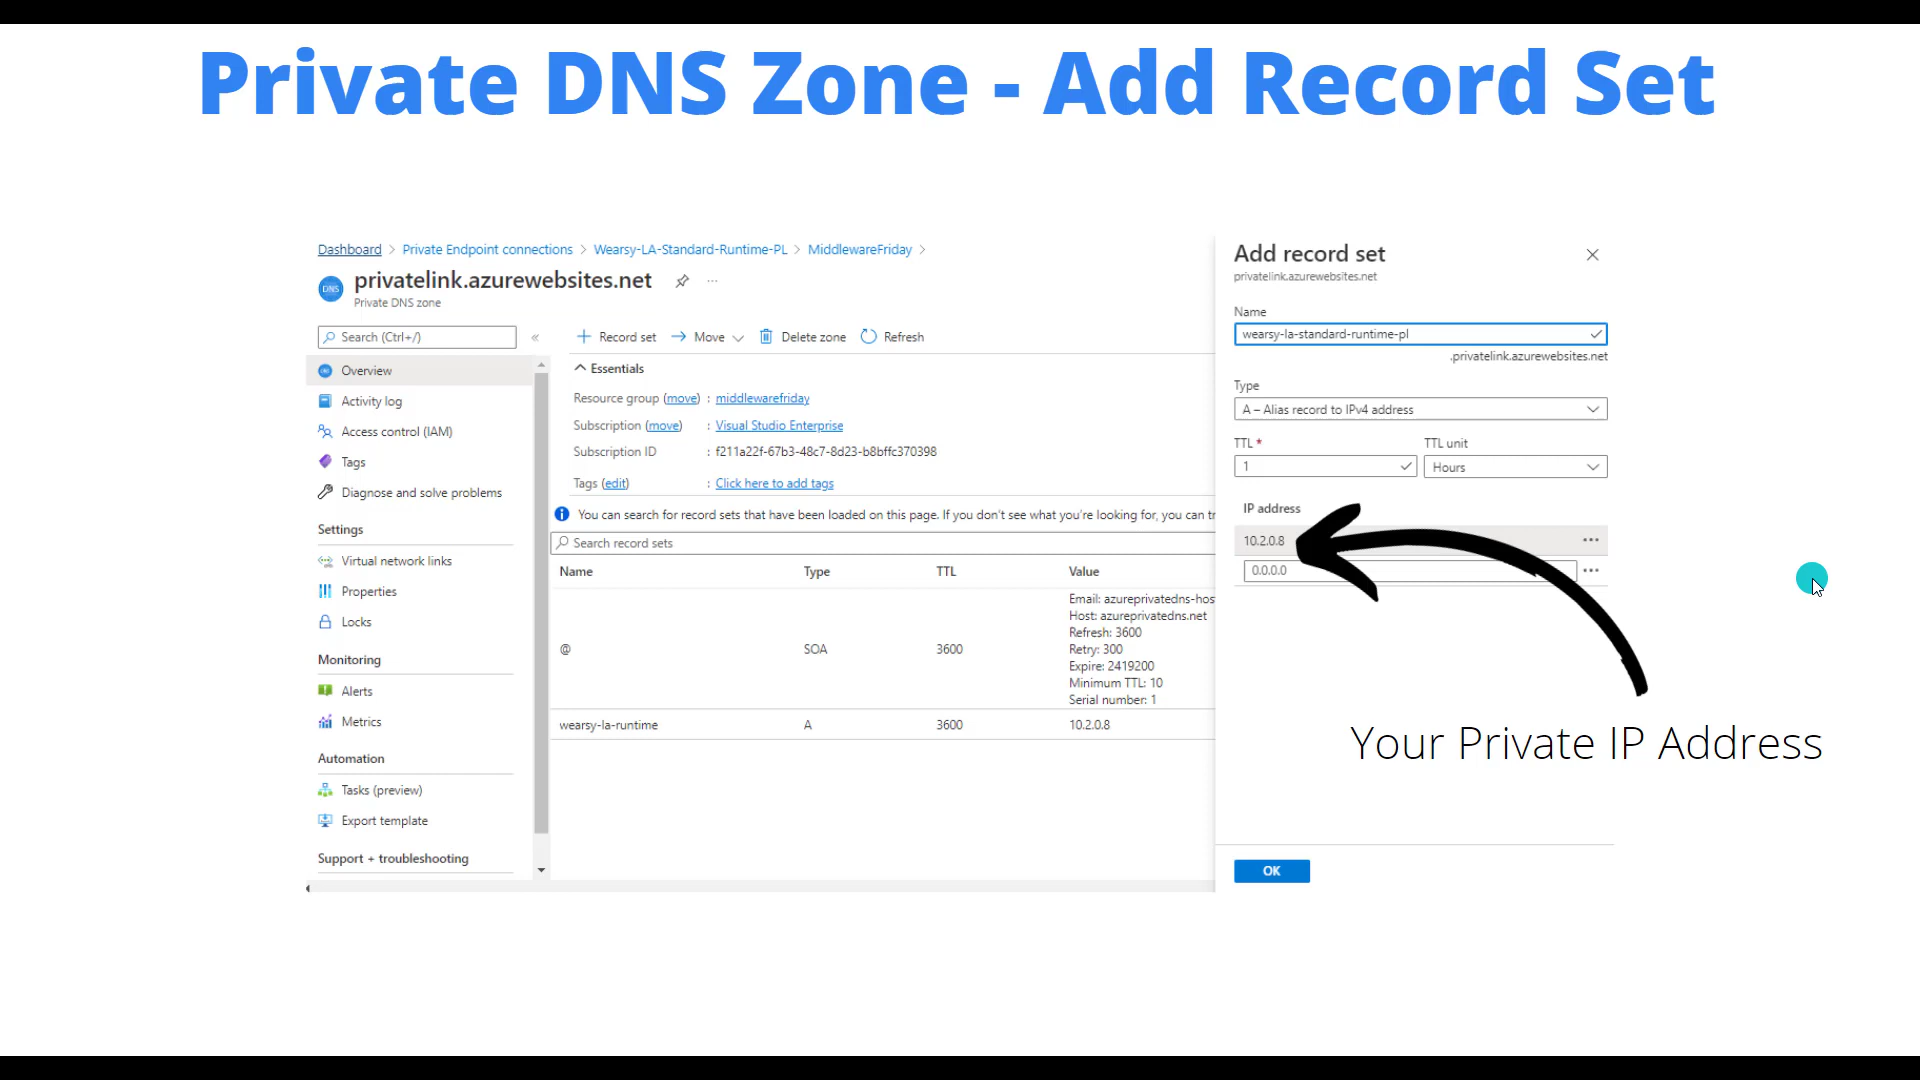 Private DNS Zone - Add Record Set
Dashboard > Private Endpoint connections > Wearsy-LA-Standard-Runtime-PL > MiddlewareFriday >
DNS
privatelink.azurewebsites.net ...
Private DNS zone
Search (Ctrl+/) «
Overview
Activity log
Access control (IAM)
Tags
Diagnose and solve problems
Settings
Virtual network links
Properties
Locks
Monitoring
Alerts
Metrics
Automation
Tasks (preview)
Export template
Support + troubleshooting
+ Record set → Move Delete zone Refresh
Essentials
Resource group (move) : middlewarefriday
Subscription (move) : Visual Studio Enterprise
Subscription ID : f211a22f-67b3-48c7-8d23-b8bffc370398
Tags (edit) : Click here to add tags
You can search for record sets that have been loaded on this page. If you don't see what you're looking for, you can tr
Search record sets
Name Type TTL Value
@ SOA 3600
Email: azureprivatedns-hos
Host: azureprivatedns.net
Refresh: 3600
Retry: 300
Expire: 2419200
Minimum TTL: 10
Serial number: 1
wearsy-la-runtime A 3600 10.2.0.8
Add record set
privatelink.azurewebsites.net
Name
wearsy-la-standard-runtime-pl
.privatelink.azurewebsites.net
Type
A – Alias record to IPv4 address
TTL * TTL unit
1 Hours
IP address
10.2.0.8 ...
0.0.0.0 ...
Your Private IP Address
OK